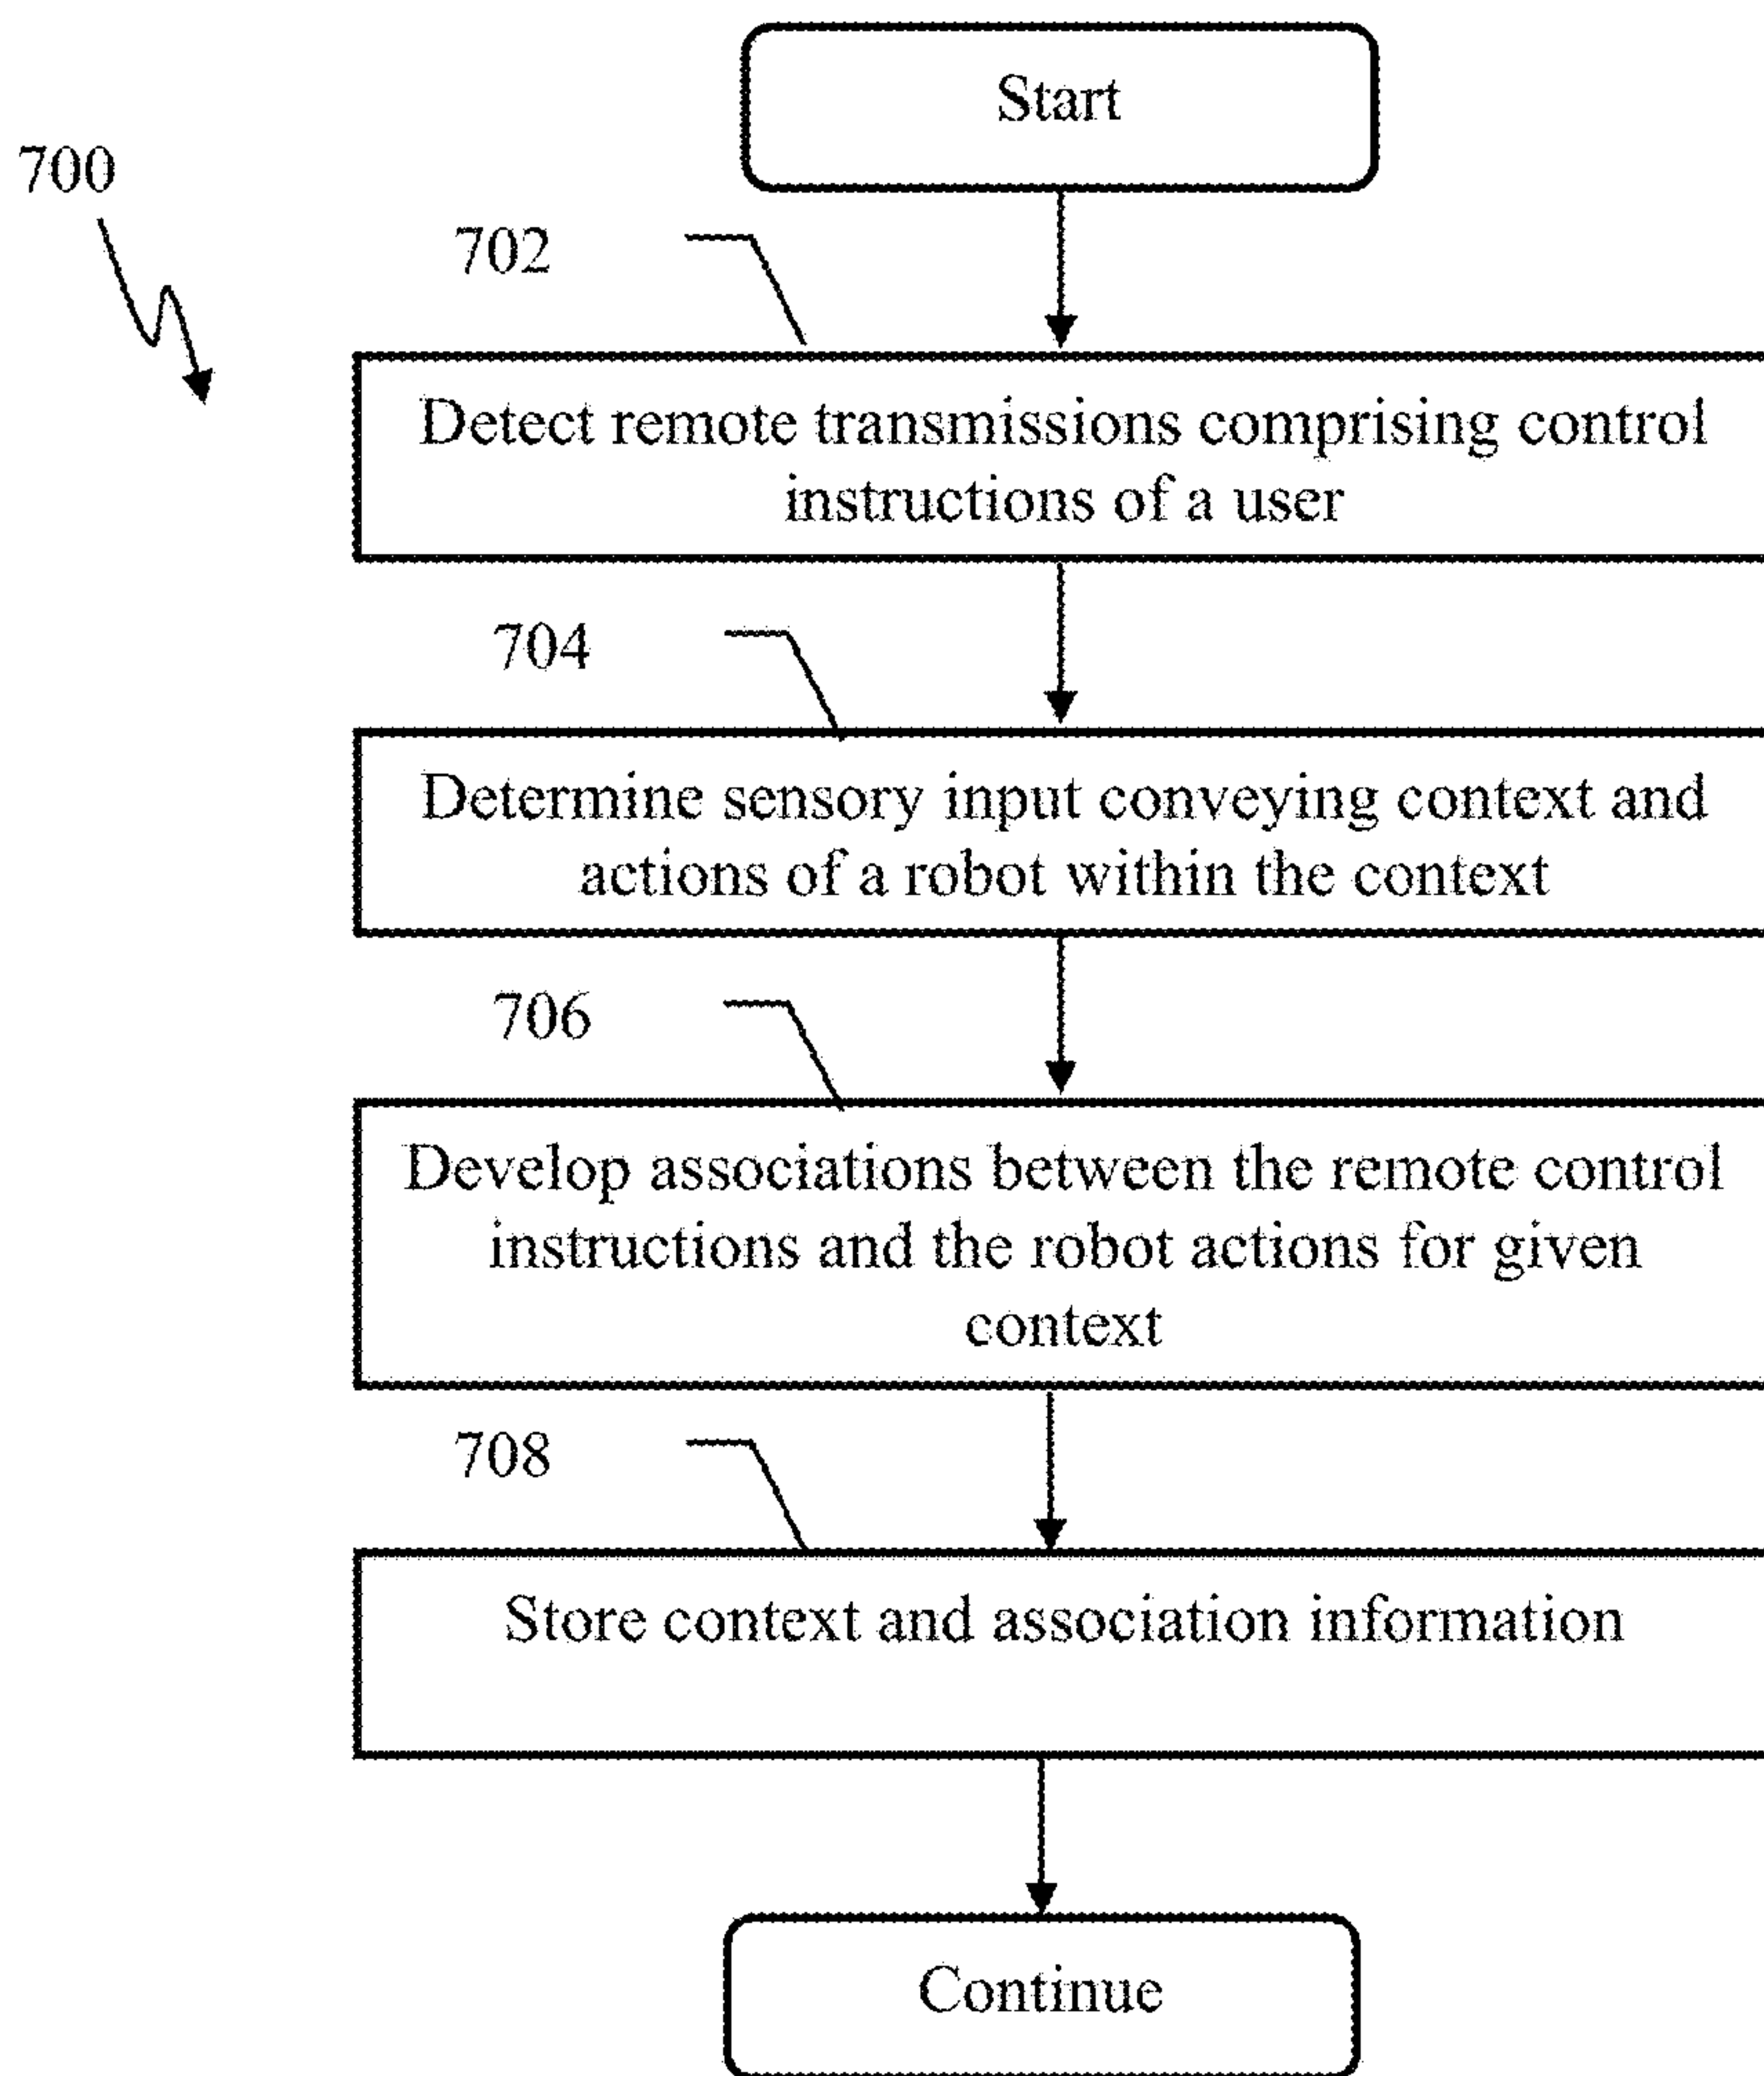 Start
700
702
Detect remote transmissions comprising control
instructions of a user
704
Determine sensory input conveying context and
actions of a robot within the context
706
Develop associations between the remote control
instructions and the robot actions for given
context
708
Store context and association information
Continue